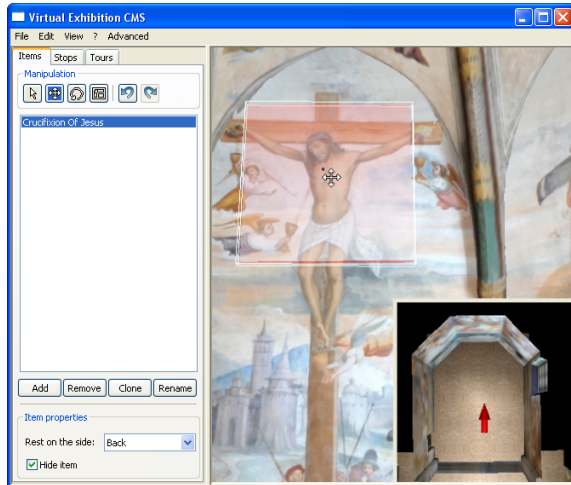 Virtual Exhibition CMS
File Edit View ? Advanced
Items Stops Tours
Manipulation
Crucifixion Of Jesus
Add Remove Clone Rename
Item properties
Rest on the side: Back
Hide item